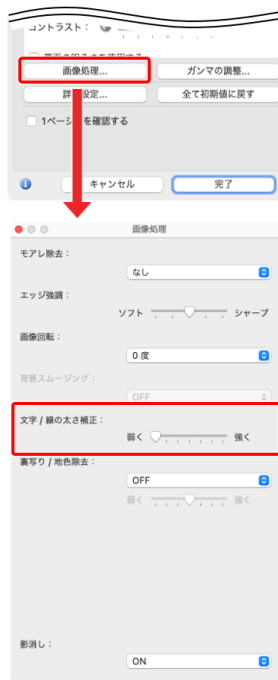 コントラスト：
画像処理...
ガンマの調整...
詳 設定...
全て初期値に戻す
1ページ を確認する
キャンセル
完了
画像処理
モアレ除去：
なし
エッジ強調：
ソフト
シャープ
画像回転：
0 度
背景スムージング：
OFF
文字 / 線の太さ補正：
弱く
強く
裏写り / 地色除去：
OFF
弱く
強く
影消し：
ON